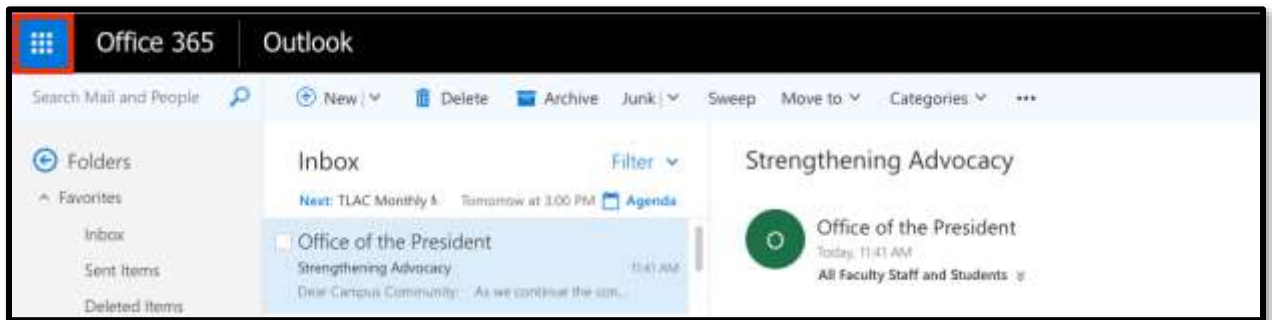 Office 365 Outlook
Search Mail and People New Delete Archive Junk Sweep Move to Categories •••
Folders
Favorites
Inbox
Sent Items
Deleted Items
Inbox Filter
Next: TLAC Monthly Tomorrow at 3:00 PM Agenda
Office of the President
Strengthening Advocacy 11:41 AM
Dear Campus Community: As we continue the con...
Strengthening Advocacy
O
Office of the President
Today, 11:41 AM
All Faculty Staff and Students